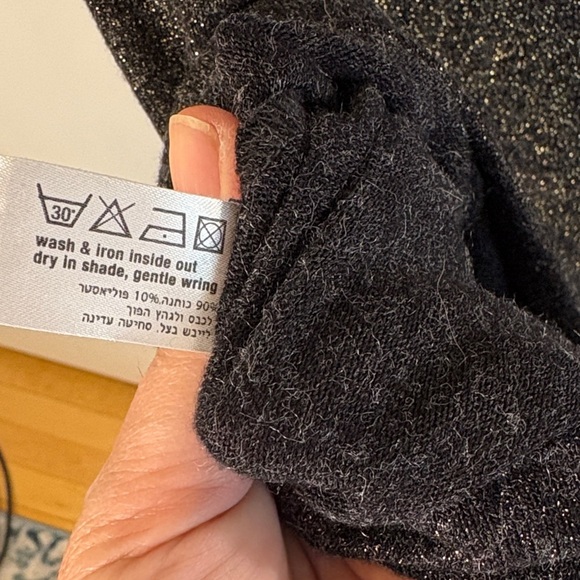 30°
wash & iron inside out
dry in shade, gentle wring
90% כותנה, 10% פוליאסטר
לכבס ולגהץ הפוך
לייבש בצל. סחיטה עדינה